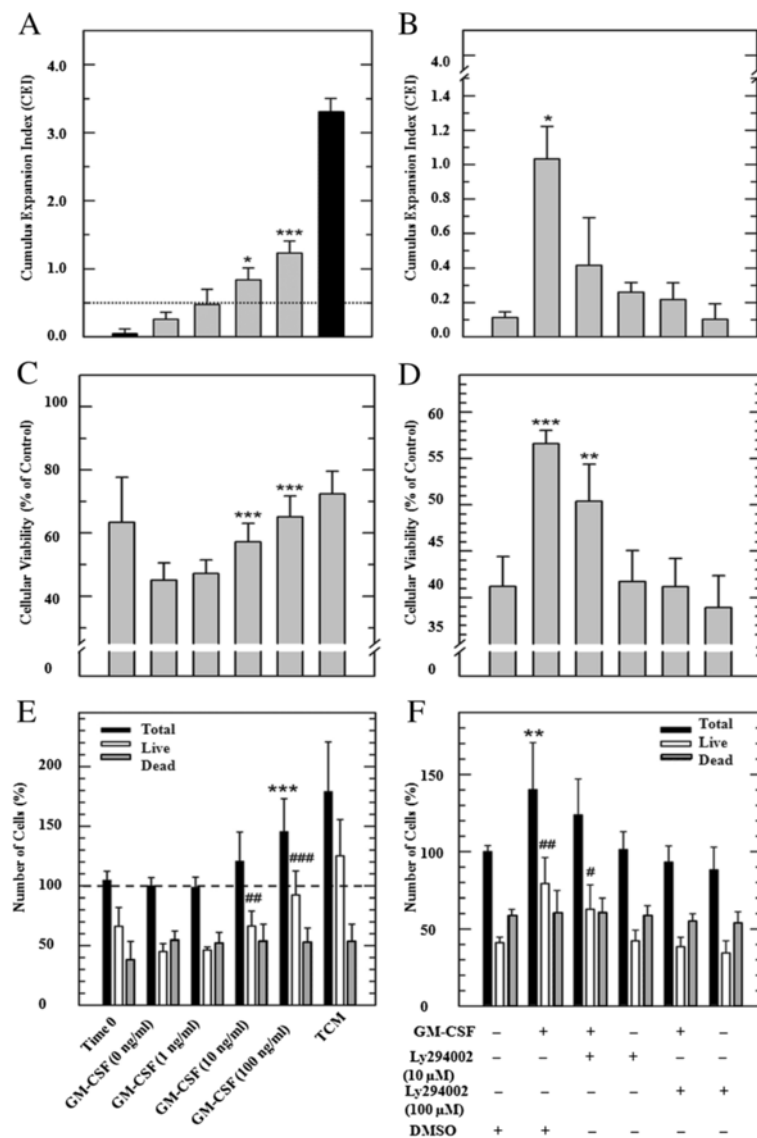 A
Cumulus Expansion Index (CEI)
4.0
3.0
2.0
1.0
0.0
*
***
B
Cumulus Expansion Index (CEI)
4.0
1.4
1.2
1.0
0.8
0.6
0.4
0.2
0.0
*
C
Cellular Viability (% of Control)
100
80
60
40
0
***
***
D
Cellular Viability (% of Control)
60
55
50
45
40
35
0
***
**
E
Number of Cells (%)
200
150
100
50
0
Total
Live
Dead
##
***
###
Time 0
GM-CSF (0 ng/ml)
GM-CSF (1 ng/ml)
GM-CSF (10 ng/ml)
GM-CSF (100 ng/ml)
TCM
F
Number of Cells (%)
150
100
50
0
Total
Live
Dead
**
##
#
GM-CSF – + + – + –
Ly294002 – – + + – –
(10 µM)
Ly294002 – – – – + +
(100 µM)
DMSO + + – – – –